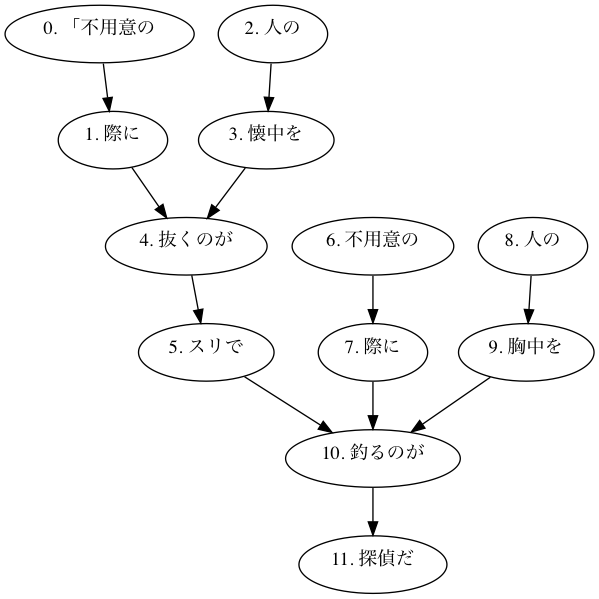 0. 「不用意の
2. 人の
1. 際に
3. 懐中を
4. 抜くのが
6. 不用意の
8. 人の
5. スリで
7. 際に
9. 胸中を
10. 釣るのが
11. 探偵だ